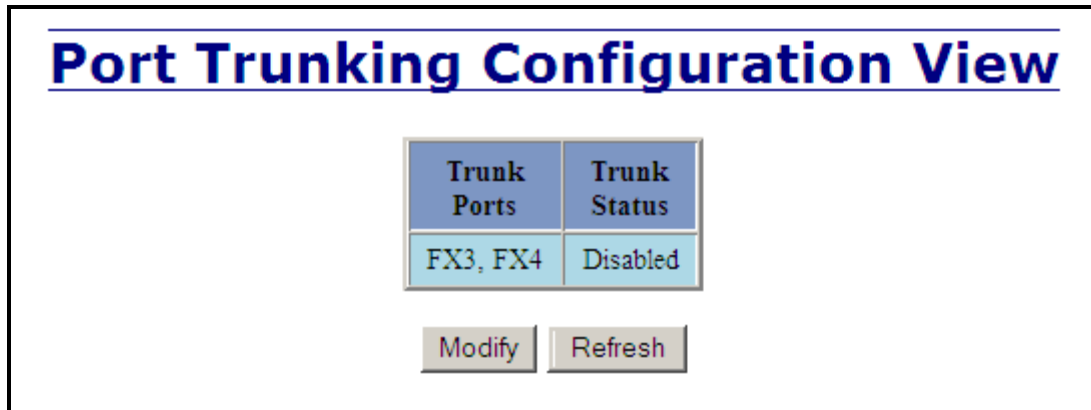 Port Trunking Configuration View
Trunk Ports
Trunk Status
FX3, FX4
Disabled
Modify
Refresh